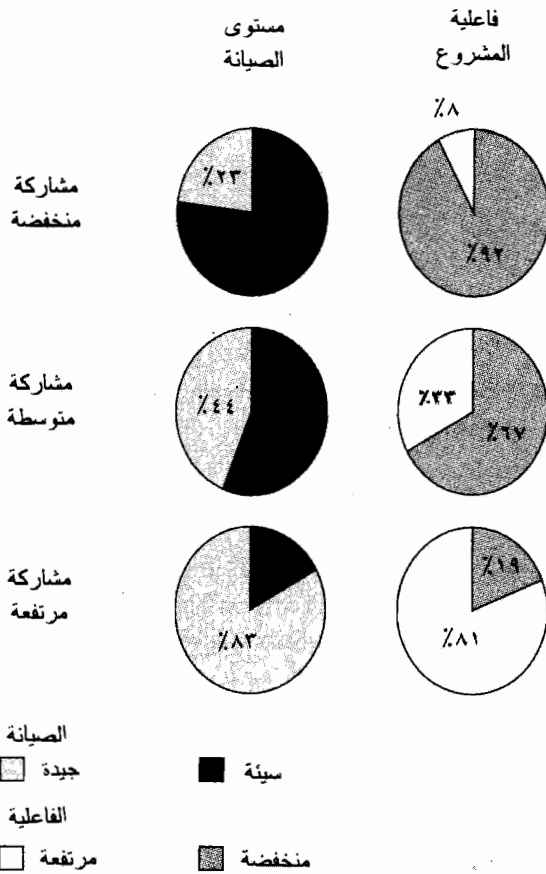 فاعلية
المشروع
مستوى
الصيانة
٪٨
٪٩٢
٪٢٣
مشاركة
منخفضة
٪٣٣
٪٦٧
٪٤٤
مشاركة
متوسطة
٪١٩
٪٨١
٪٨٣
مشاركة
مرتفعة
الصيانة
سيئة
جيدة
الفاعلية
منخفضة
مرتفعة